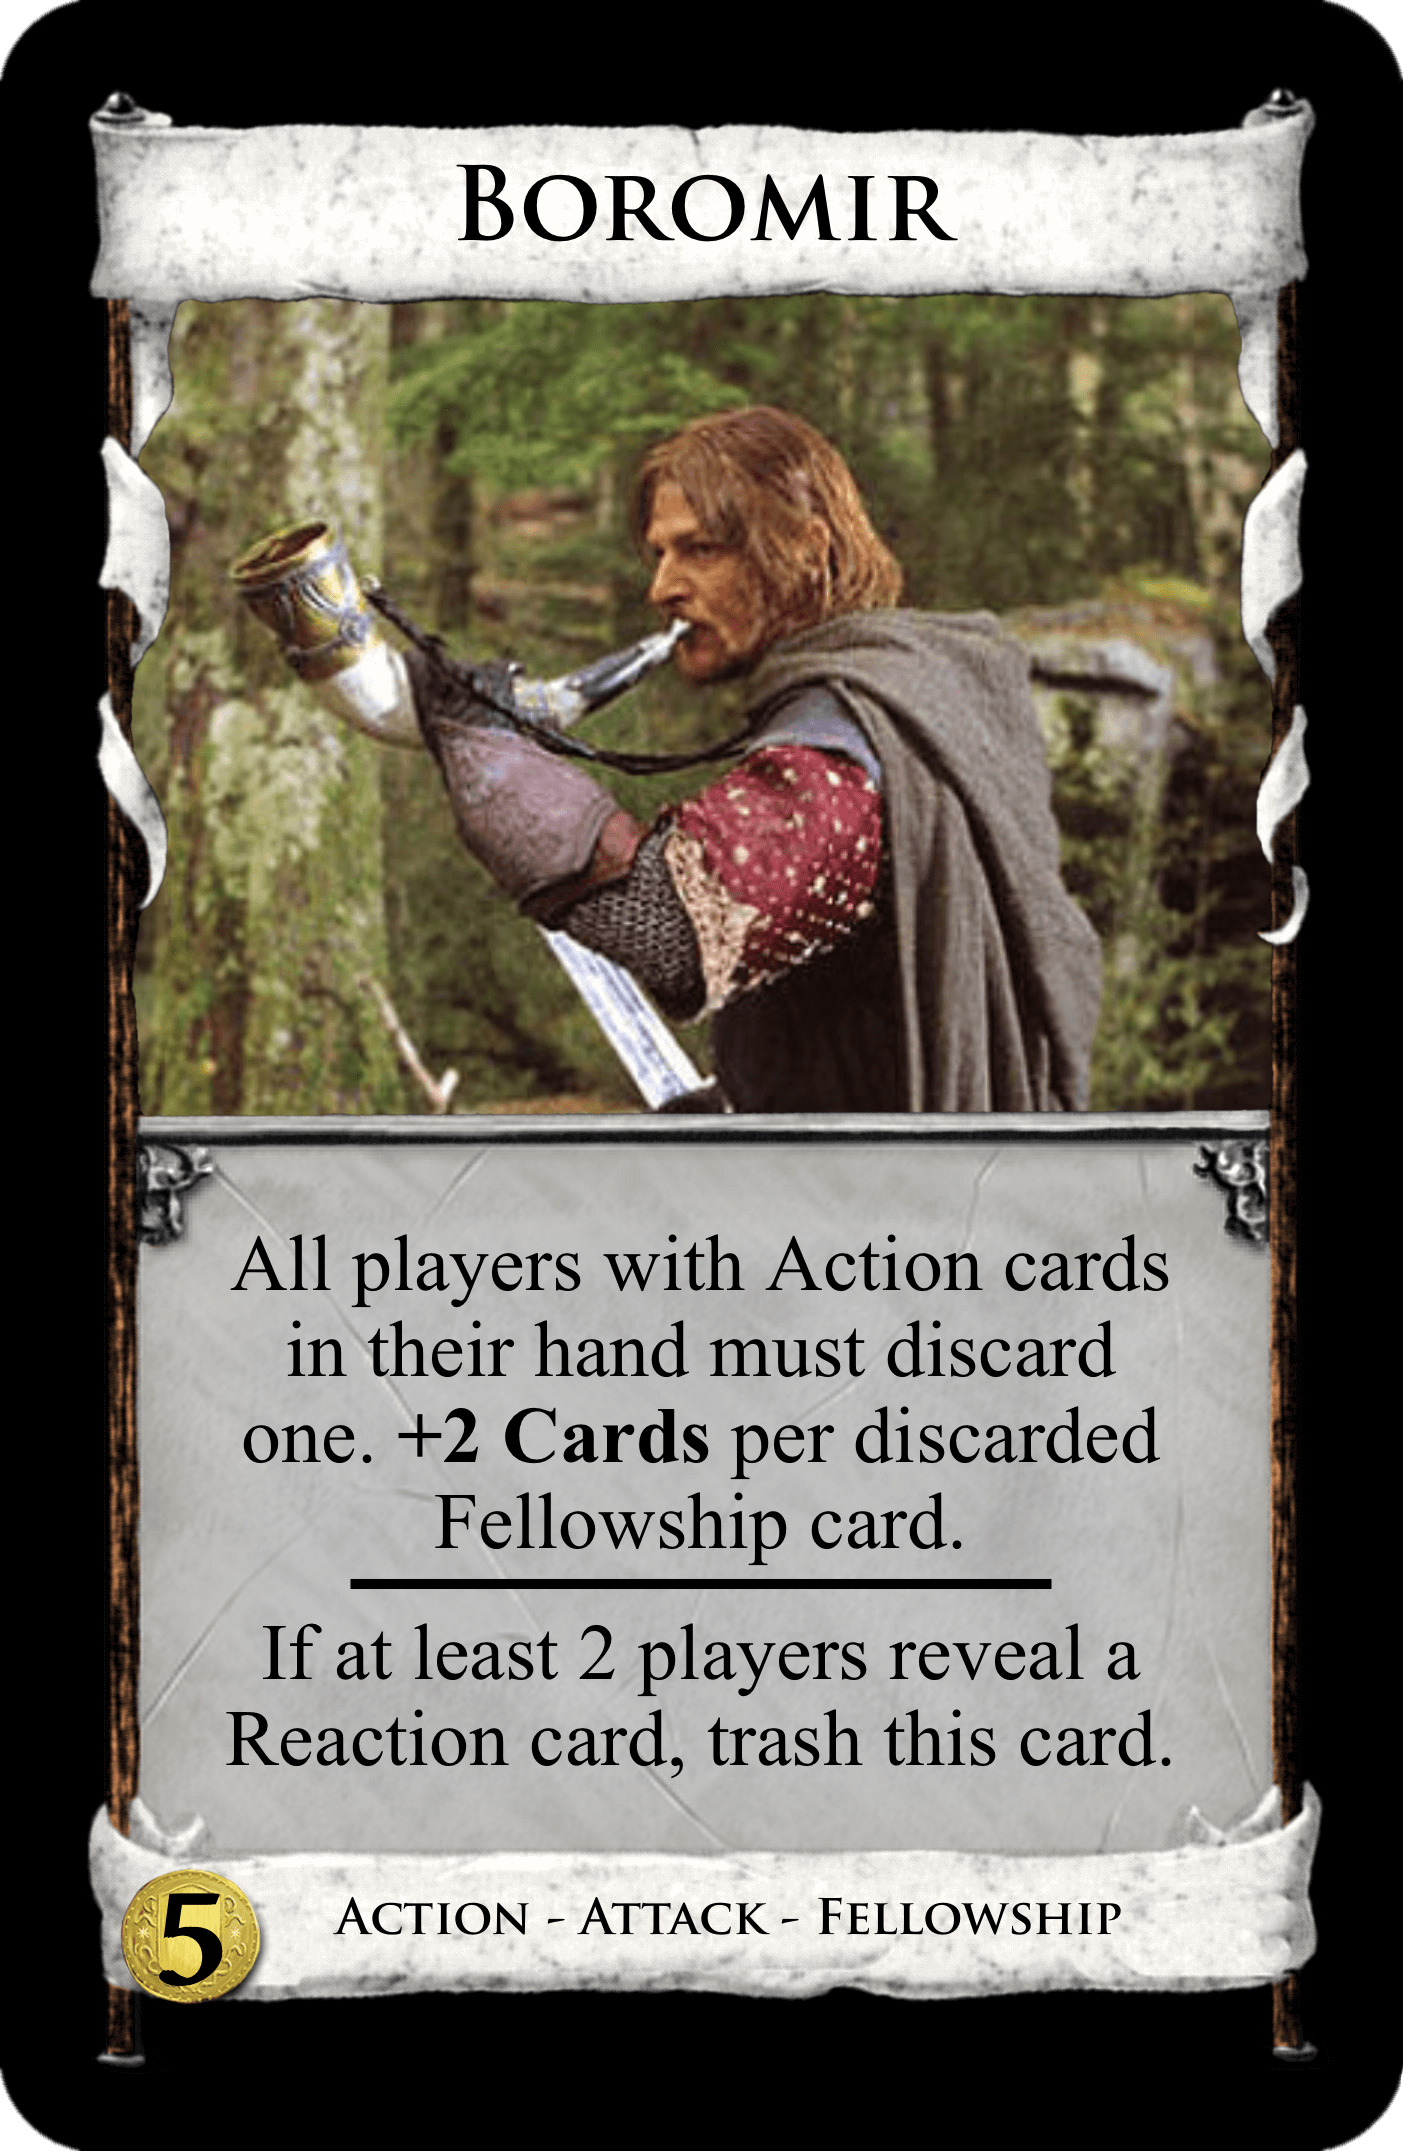 Boromir
All players with Action cards
in their hand must discard
one. +2 Cards per discarded
Fellowship card.
If at least 2 players reveal a
Reaction card, trash this card.
5
Action - Attack - Fellowship